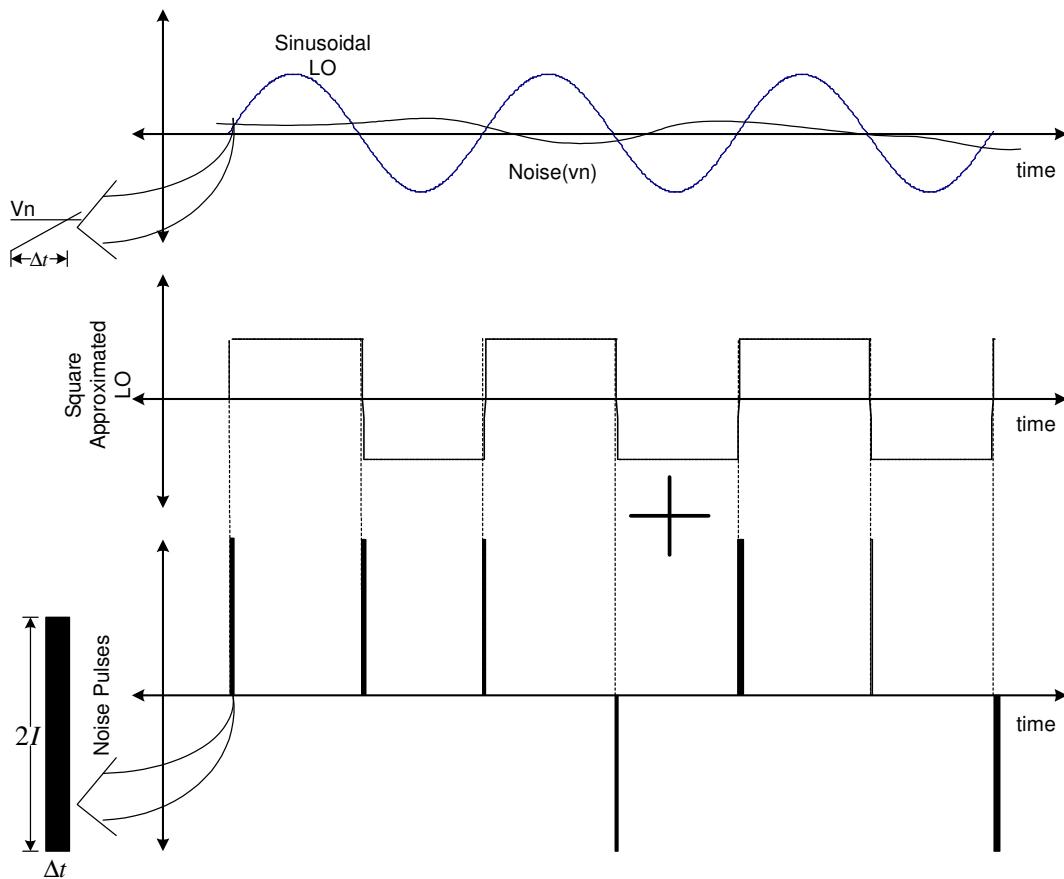 Sinusoidal
LO
Noise(vn)
time
Vn
Δt
Square
Approximated
LO
time
Noise Pulses
2I
time
Δt